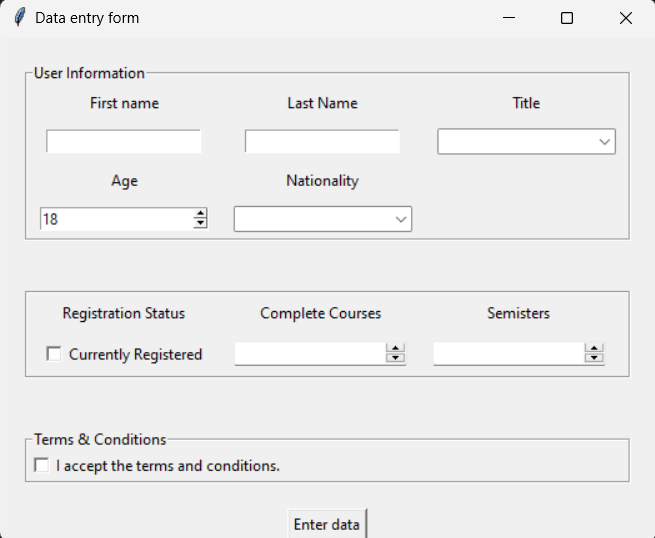 Data entry form
User Information
First name Last Name Title
Age Nationality
18
Registration Status Complete Courses Semisters
Currently Registered
Terms & Conditions
I accept the terms and conditions.
Enter data